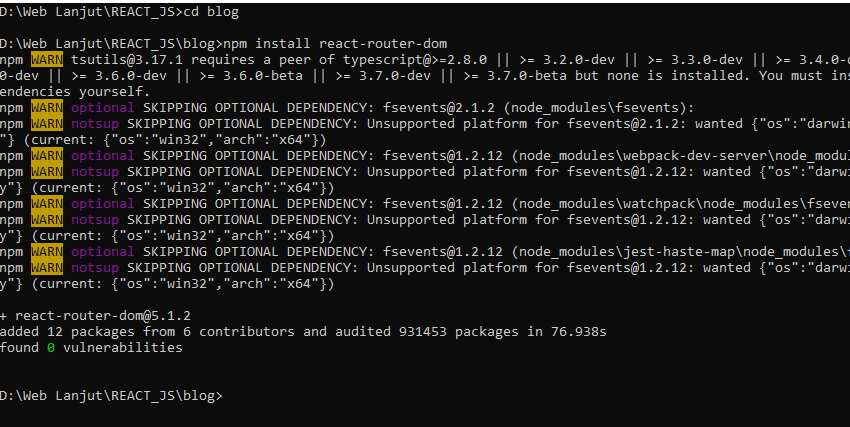 D:\Web Lanjut\REACT_JS>cd blog
D:\Web Lanjut\REACT_JS\blog>npm install react-router-dom
npm WARN tsutils@3.17.1 requires a peer of typescript@>=2.8.0 || >= 3.2.0-dev || >= 3.3.0-dev || >= 3.4.0-d
0-dev || >= 3.6.0-dev || >= 3.6.0-beta || >= 3.7.0-dev || >= 3.7.0-beta but none is installed. You must ins
endencies yourself.
npm WARN optional SKIPPING OPTIONAL DEPENDENCY: fsevents@2.1.2 (node_modules\fsevents):
npm WARN notsup SKIPPING OPTIONAL DEPENDENCY: Unsupported platform for fsevents@2.1.2: wanted {"os":"darwin
"} (current: {"os":"win32","arch":"x64"})
npm WARN optional SKIPPING OPTIONAL DEPENDENCY: fsevents@1.2.12 (node_modules\webpack-dev-server\node_modul
npm WARN notsup SKIPPING OPTIONAL DEPENDENCY: Unsupported platform for fsevents@1.2.12: wanted {"os":"darwi
y"} (current: {"os":"win32","arch":"x64"})
npm WARN optional SKIPPING OPTIONAL DEPENDENCY: fsevents@1.2.12 (node_modules\watchpack\node_modules\fseven
npm WARN notsup SKIPPING OPTIONAL DEPENDENCY: Unsupported platform for fsevents@1.2.12: wanted {"os":"darwi
y"} (current: {"os":"win32","arch":"x64"})
npm WARN optional SKIPPING OPTIONAL DEPENDENCY: fsevents@1.2.12 (node_modules\jest-haste-map\node_modules\f
npm WARN notsup SKIPPING OPTIONAL DEPENDENCY: Unsupported platform for fsevents@1.2.12: wanted {"os":"darwi
y"} (current: {"os":"win32","arch":"x64"})
+ react-router-dom@5.1.2
added 12 packages from 6 contributors and audited 931453 packages in 76.938s
found 0 vulnerabilities
D:\Web Lanjut\REACT_JS\blog>